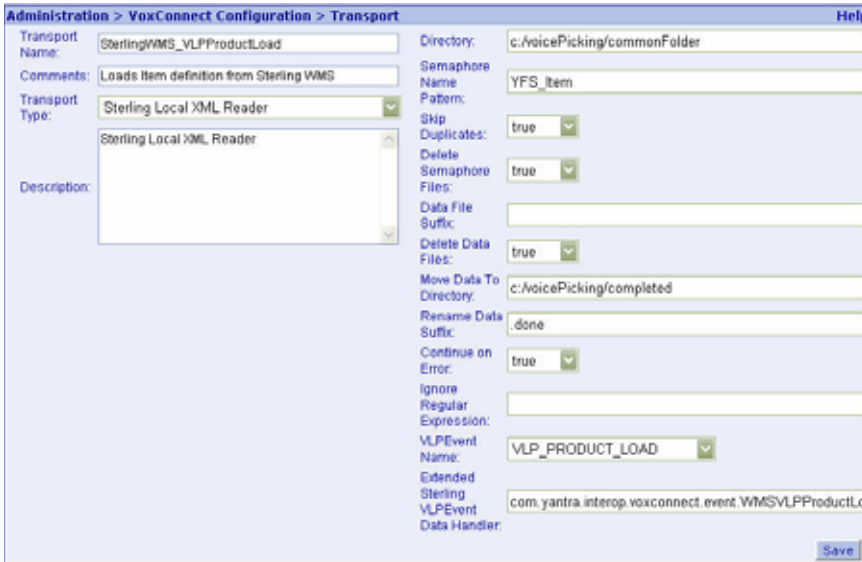 Administration > VoxConnect Configuration > Transport
Help
Transport
Name:
SterlingWMS_VLPProductLoad
Comments:
Loads Item definition from Sterling WMS
Transport
Type:
Sterling Local XML Reader
Description:
Sterling Local XML Reader
Directory:
c:/voicePicking/commonFolder
Semaphore
Name
Pattern:
YFS_Item
Skip
Duplicates:
true
Delete
Semaphore
Files:
true
Data File
Suffix:
Delete Data
Files:
true
Move Data To
Directory:
c:/voicePicking/completed
Rename Data
Suffix:
.done
Continue on
Error:
true
Ignore
Regular
Expression:
VLPEvent
Name:
VLP_PRODUCT_LOAD
Extended
Sterling
VLPEvent
Data Handler:
com.yantra.interop.voxconnect.event.WMSVLPProductLo
Save